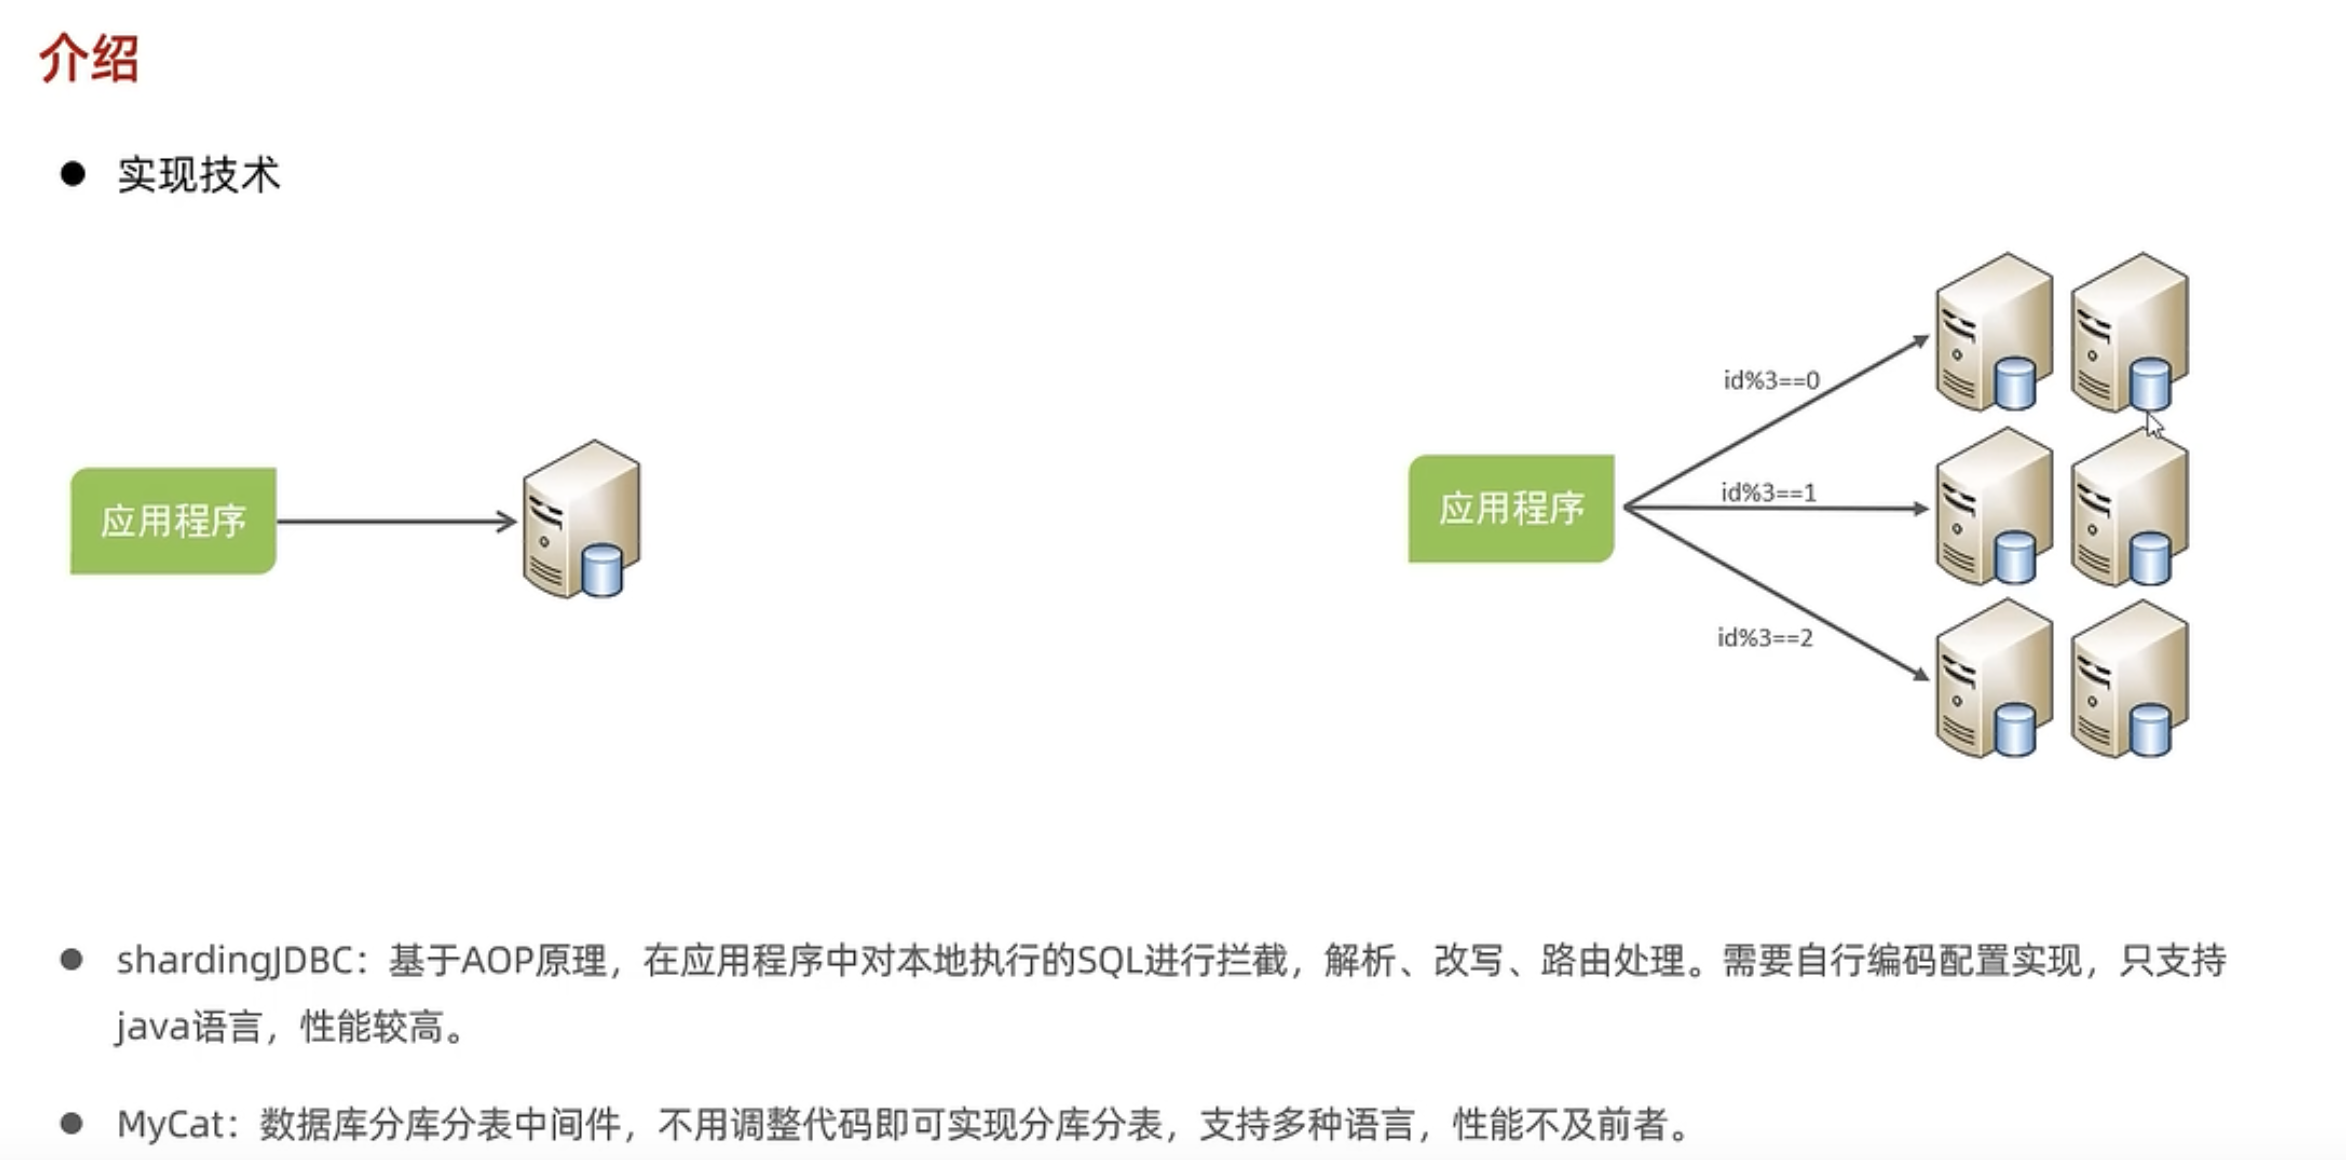 介绍
实现技术
应用程序
应用程序
id%3==0
id%3==1
id%3==2
shardingJDBC：基于AOP原理，在应用程序中对本地执行的SQL进行拦截，解析、改写、路由处理。需要自行编码配置实现，只支持
java语言，性能较高。
MyCat：数据库分库分表中间件，不用调整代码即可实现分库分表，支持多种语言，性能不及前者。